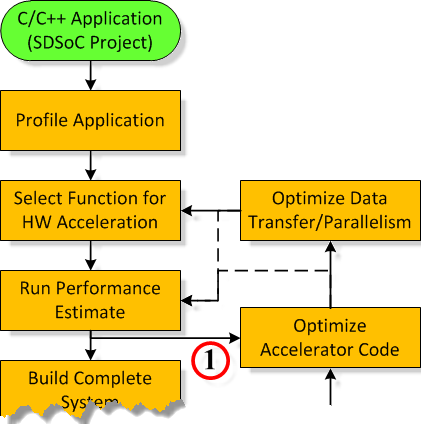 C/C++ Application
(SDSoC Project)
Profile Application
Select Function for
HW Acceleration
Optimize Data
Transfer/Parallelism
Run Performance
Estimate
1
Optimize
Accelerator Code
Build Complete
System